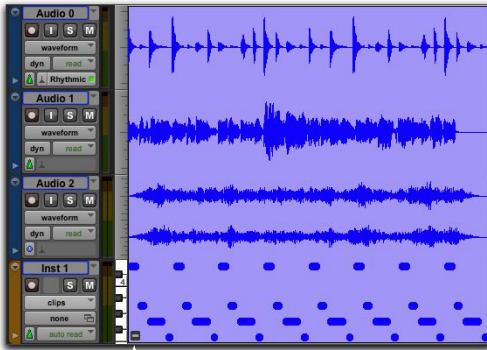 Audio 0
I S M
waveform
dyn read
Rhythmic
Audio 1
I S M
waveform
dyn read
Audio 2
I S M
waveform
dyn read
Inst 1
S M
4
clips
none
auto read